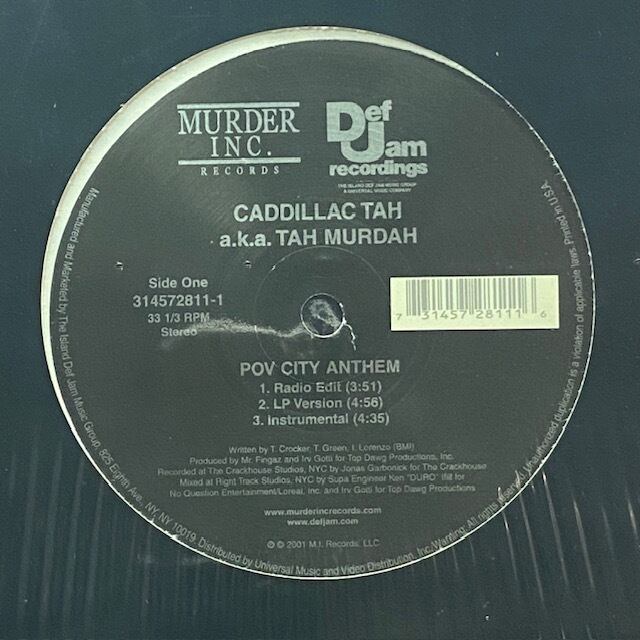 MURDER
INC.
RECORDS
Def
Jam
recordings
THE ISLAND DEF JAM MUSIC GROUP
A UNIVERSAL MUSIC COMPANY
CADDILLAC TAH
a.k.a. TAH MURDAH
Side One
314572811-1
33 1/3 RPM
Stereo
7 31457 28111 6
POV CITY ANTHEM
1. Radio Edit (3:51)
2. LP Version (4:56)
3. Instrumental (4:35)
Written by T. Crocker, T. Green, I. Lorenzo (BMI)
Produced by Mr. Fingaz and Irv Gotti for Top Dawg Productions, Inc.
Recorded at The Crackhouse Studios, NYC by Jonas Garbonick for The Crackhouse
Mixed at Right Track Studios, NYC by Supa Engineer Ken "DURO" Ifill for
No Question Entertainment/Loreal, Inc. and Irv Gotti for Top Dawg Productions
www.murderincrecords.com
www.defjam.com
℗ © 2001 M.I. Records, LLC.
Manufactured and Marketed by the Island Def Jam Music Group, 825 Eighth Ave., NY, NY 10019. Distributed by Universal Music and Video Distribution, Inc. Warning: All rights reserved. Unauthorized duplication is a violation of applicable laws. Printed in U.S.A.